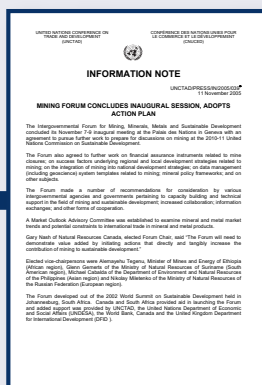 UNITED NATIONS CONFERENCE ON
TRADE AND DEVELOPMENT
(UNCTAD)
CONFÉRENCE DES NATIONS UNIES POUR
LE COMMERCE ET LE DÉVELOPPEMENT
(CNUCED)
INFORMATION NOTE
UNCTAD/PRESS/IN/2005/036*
11 November 2005
MINING FORUM CONCLUDES INAUGURAL SESSION, ADOPTS
ACTION PLAN
The Intergovernmental Forum for Mining, Minerals, Metals and Sustainable Development
concluded its November 7-9 inaugural meeting at the Palais des Nations in Geneva with an
agreement to pursue further work to prepare for discussions on mining at the 2010-11 United
Nations Commission on Sustainable Development.
The Forum also agreed to further work on financial assurance instruments related to mine
closures; on success factors underlying regional and local development strategies related to
mining; on the integration of mining into national development strategies; on data management
(including geoscience) system templates related to mining; mineral policy frameworks; and on
other subjects.
The Forum made a number of recommendations for consideration by various
intergovernmental agencies and governments pertaining to capacity building and technical
support in the field of mining and sustainable development; increased collaboration; information
exchanges; and other forms of cooperation.
A Market Outlook Advisory Committee was established to examine mineral and metal market
trends and potential constraints to international trade in mineral and metal products.
Gary Nash of Natural Resources Canada, elected Forum Chair, said "The Forum will need to
demonstrate value added by initiating actions that directly and tangibly increase the
contribution of mining to sustainable development."
Elected vice-chairpersons were Alemayehu Tegenu, Minister of Mines and Energy of Ethiopia
(African region), Glenn Gemerts of the Ministry of Natural Resources of Suriname (South
American region), Michael Cabalda of the Department of Environment and Natural Resources
of the Philippines (Asian region) and Nikolay Miletenko of the Ministry of Natural Resources of
the Russian Federation (European region).
The Forum developed out of the 2002 World Summit on Sustainable Development held in
Johannesburg, South Africa. Canada and South Africa provided aid in launching the Forum
and added support was provided by UNCTAD, the United Nations Department of Economic
and Social Affairs (UNDESA), the World Bank, Canada and the United Kingdom Department
for International Development (DFID ).